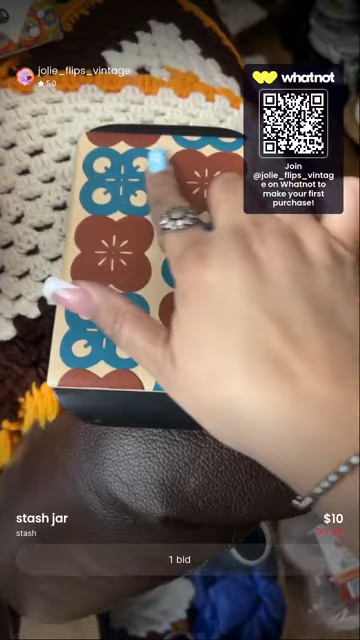 jolie_flips_vintage
★ 5.0
whatnot
Join
@jolie_flips_vintag
e on Whatnot to
make your first
purchase!
stash jar
$10
stash
1 bid